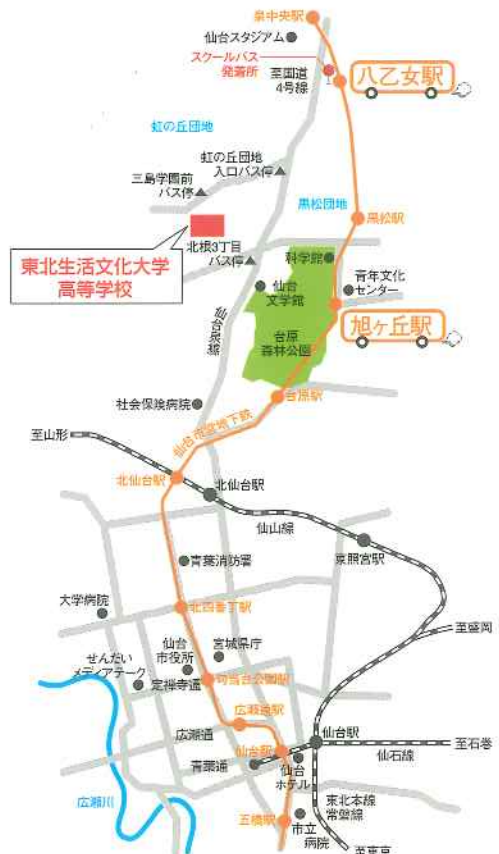 泉中央駅
仙台スタジアム
スクールバス
発着所
至国道
4号線
八乙女駅
虹の丘団地
虹の丘団地
入口バス停
三島学園前
バス停
黒松団地
黒松駅
北根3丁目
バス停
東北生活文化大学
高等学校
科学館
仙台
文学館
青年文化
センター
台原
森林公園
旭ヶ丘駅
仙台泉線
台原駅
社会保険病院
仙台市営地下鉄
至山形
北仙台駅
北仙台駅
仙山線
東照宮駅
青葉消防署
大学病院
北四番丁駅
至盛岡
仙台
市役所
宮城県庁
せんだい
メディアテーク
定禅寺通
勾当台公園駅
広瀬通駅
広瀬通
仙台駅
仙台駅
至石巻
仙石線
青葉通
仙台
ホテル
広瀬川
東北本線
常磐線
五橋駅
市立
病院
至東京